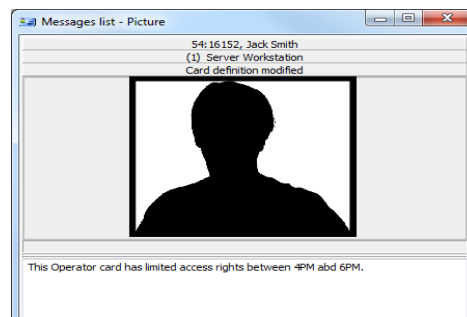 Messages list - Picture
54:16152, Jack Smith
(1) Server Workstation
Card definition modified
This Operator card has limited access rights between 4PM abd 6PM.